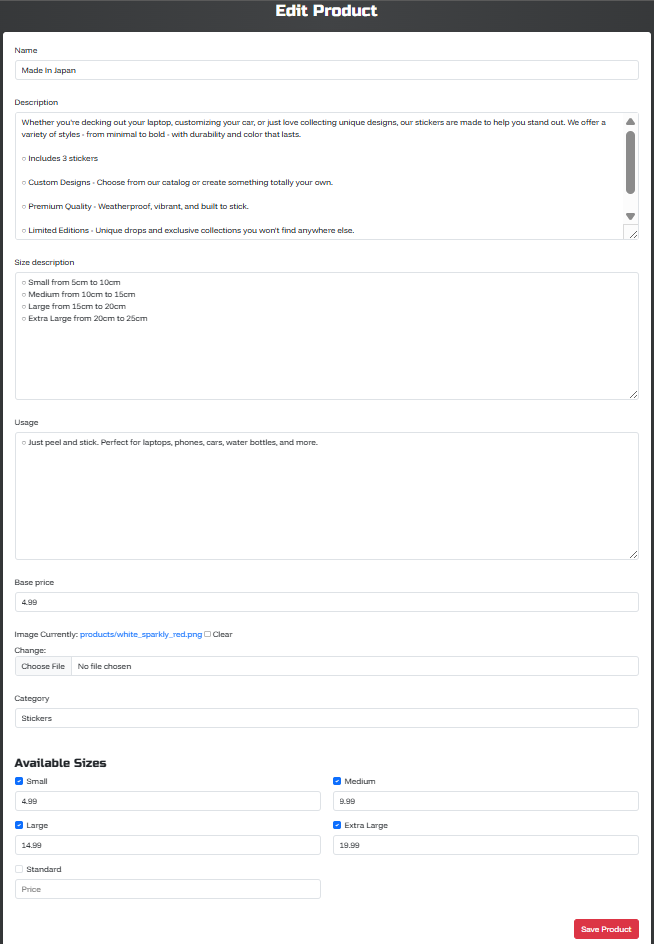 Edit Product
Name
Made In Japan
Description
Whether you're decking out your laptop, customizing your car, or just love collecting unique designs, our stickers are made to help you stand out. We offer a
variety of styles - from minimal to bold - with durability and color that lasts.
○ Includes 3 stickers
○ Custom Designs - Choose from our catalog or create something totally your own.
○ Premium Quality - Weatherproof, vibrant, and built to stick.
○ Limited Editions - Unique drops and exclusive collections you won't find anywhere else.
Size description
○ Small from 5cm to 10cm
○ Medium from 10cm to 15cm
○ Large from 15cm to 20cm
○ Extra Large from 20cm to 25cm
Usage
○ Just peel and stick. Perfect for laptops, phones, cars, water bottles, and more.
Base price
4.99
Image Currently: products/white_sparkly_red.png Clear
Change:
Choose File No file chosen
Category
Stickers
Available Sizes
Small Medium
4.99 9.99
Large Extra Large
14.99 19.99
Standard
Price
Save Product